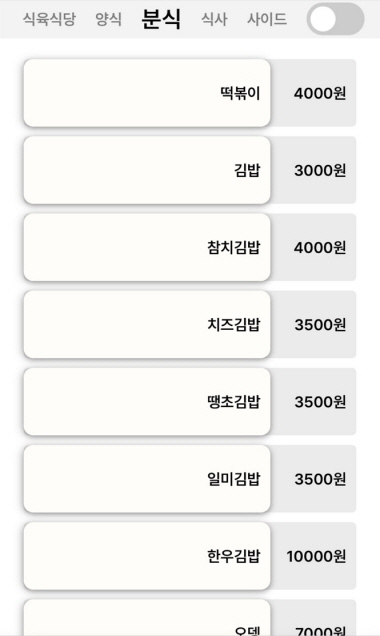 식육식당 양식 분식 식사 사이드
떡볶이 4000원
김밥 3000원
참치김밥 4000원
치즈김밥 3500원
땡초김밥 3500원
일미김밥 3500원
한우김밥 10000원
오뎅 7000원